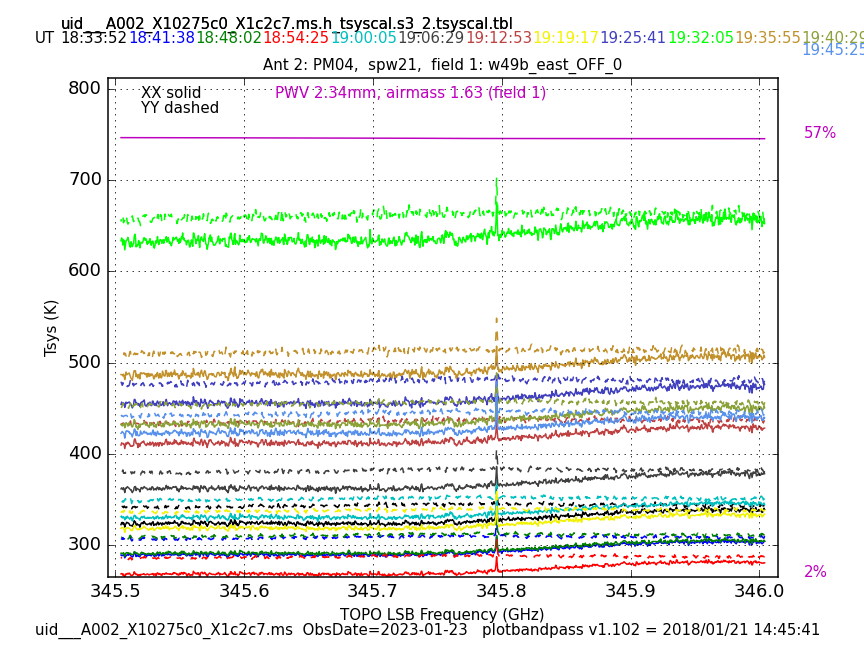 uid___A002_X10275c0_X1c2c7.ms.h_tsyscal.s3_2.tsyscal.tbl
UT 18:33:52 18:41:38 18:48:02 18:54:25 19:00:05 19:06:29 19:12:53 19:19:17 19:25:41 19:32:05 19:35:55 19:40:29
19:45:25
Ant 2: PM04,  spw21,  field 1: w49b_east_OFF_0
XX solid
PWV 2.34mm, airmass 1.63 (field 1)
YY dashed
57%
2%
800
700
600
500
400
300
Tsys (K)
345.5 345.6 345.7 345.8 345.9 346.0
TOPO LSB Frequency (GHz)
uid___A002_X10275c0_X1c2c7.ms  ObsDate=2023-01-23   plotbandpass v1.102 = 2018/01/21 14:45:41